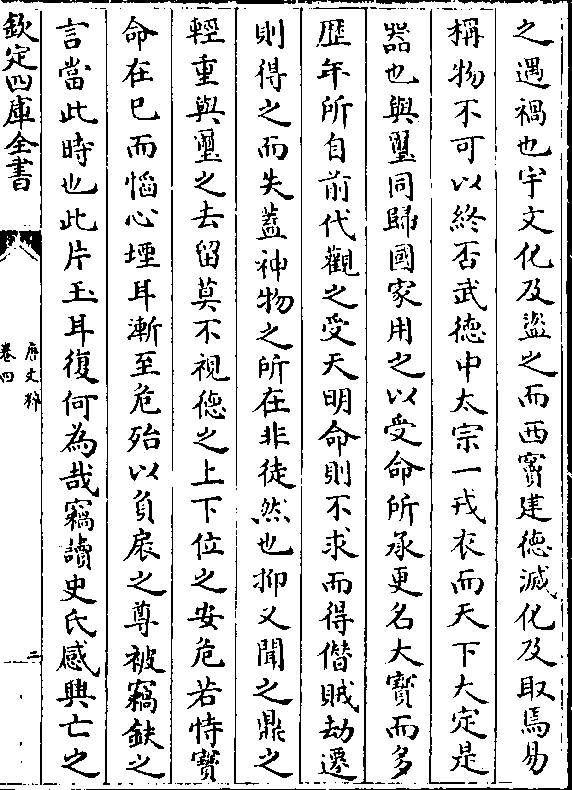 之遇禍也宇文化及盜之而西竇建德滅化及取焉易
稱物不可以終否武德中太宗一戎衣而天下大定是
器也與璽同歸國家用之以受命所承更名大寳而多
歴年所自前代觀之受天明命則不求而得僣賊劫遷
則得之而失蓋神物之所在非徒然也抑又聞之鼎之
輕重與璽之去留莫不視德之上下位之安危若恃寳
命在已而慆心堙耳漸至危殆以負扆之尊被竊鈇之
言當此時也此片玉耳復何為哉竊讀史氏感興亡之
欽定四庫全書
唐文粹
卷四
二